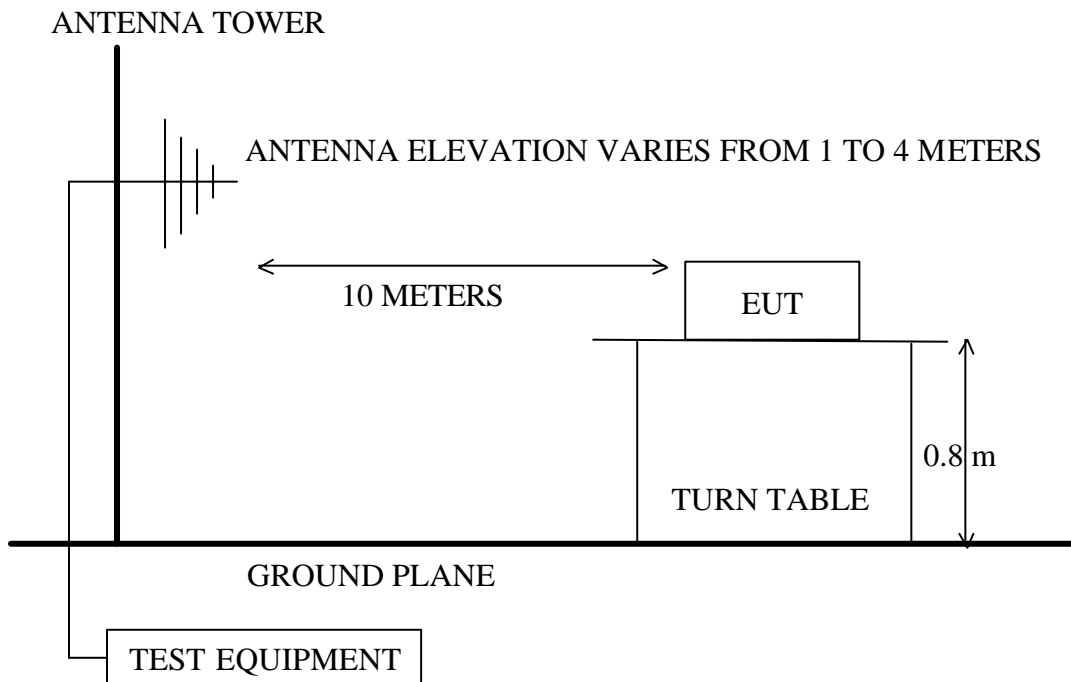 ANTENNA TOWER
ANTENNA ELEVATION VARIES FROM 1 TO 4 METERS
10 METERS
EUT
0.8 m
TURN TABLE
GROUND PLANE
TEST EQUIPMENT